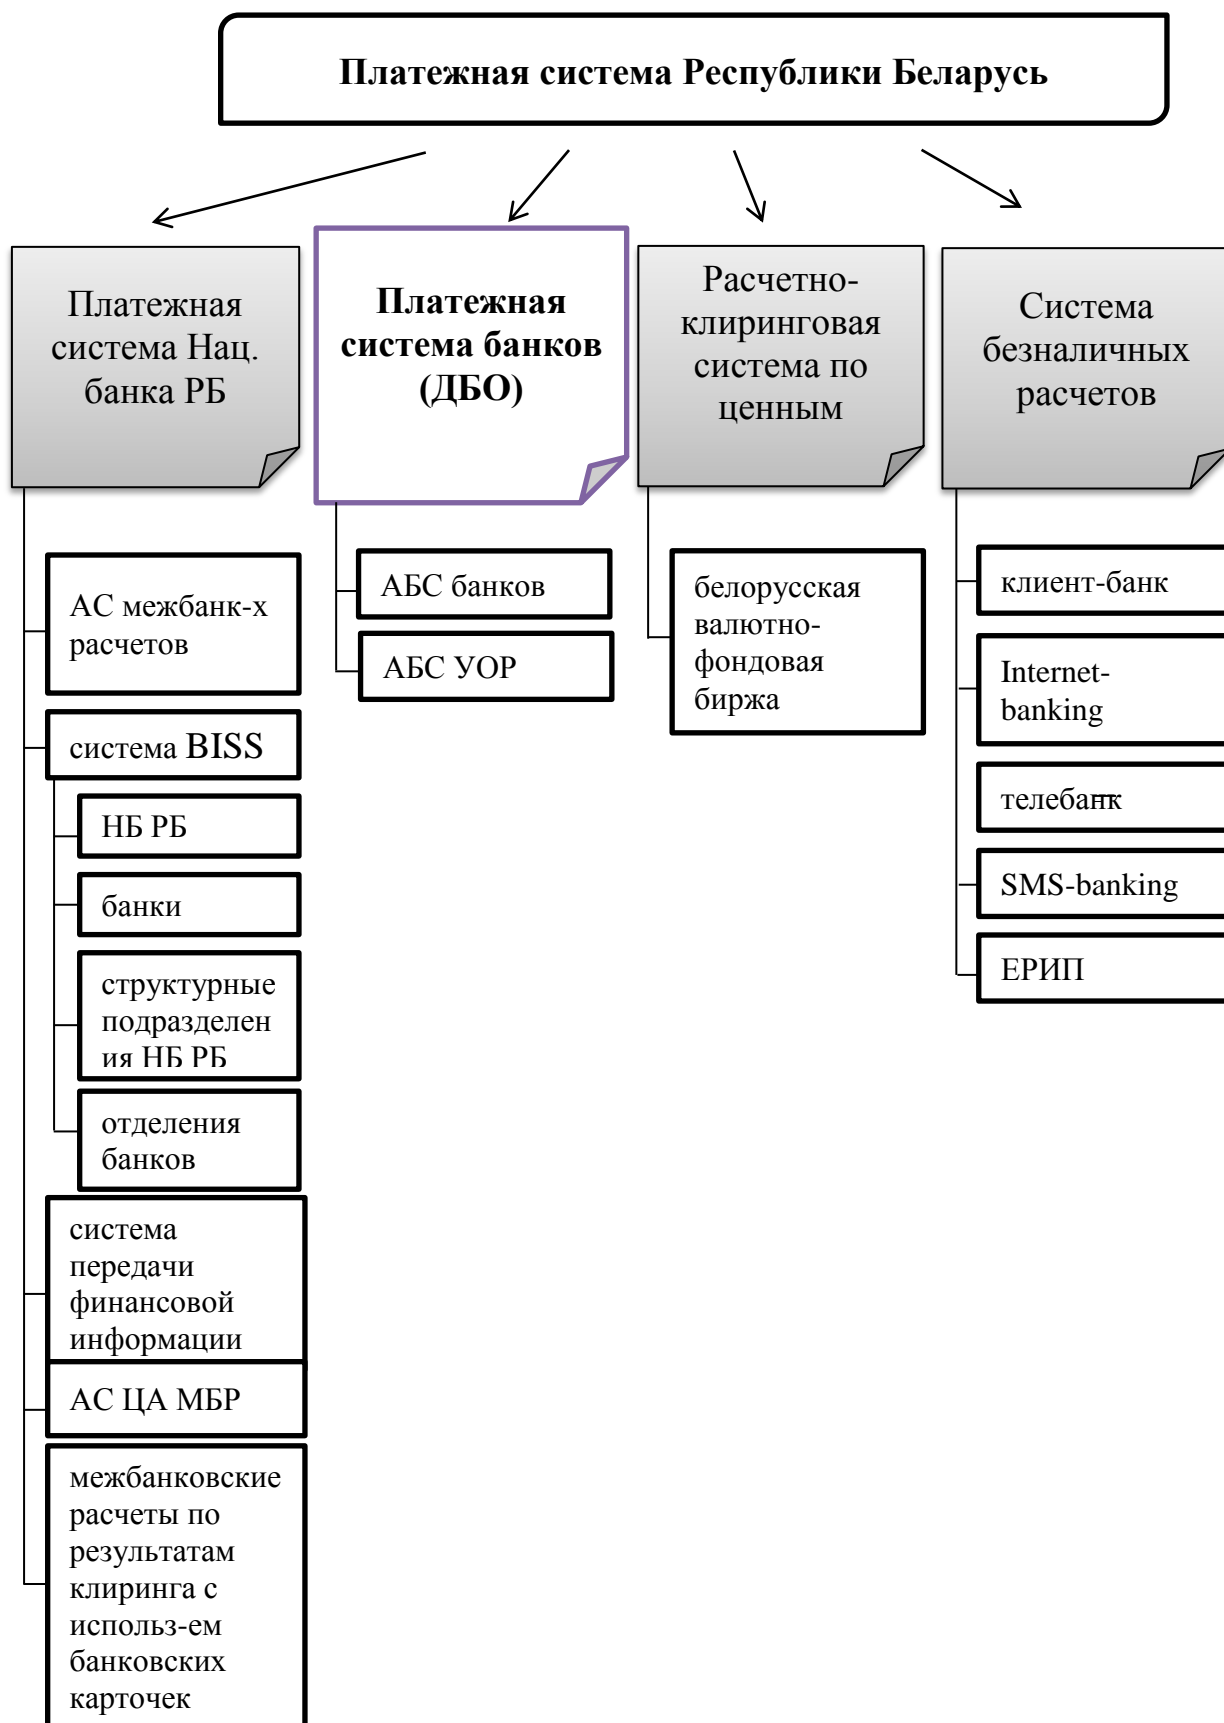 Платежная система Республики Беларусь
Платежная
система Нац.
банка РБ
Платежная
система банков
(ДБО)
Расчетно-
клиринговая
система по
ценным
Система
безналичных
расчетов
АС межбанк-х
расчетов
система BISS
НБ РБ
банки
структурные
подразделен
ия НБ РБ
отделения
банков
система
передачи
финансовой
информации
АС ЦА МБР
межбанковские
расчеты по
результатам
клиринга с
использ-ем
банковских
карточек
АБС банков
АБС УОР
белорусская
валютно-
фондовая
биржа
клиент-банк
Internet-
banking
телебанк
SMS-banking
ЕРИП